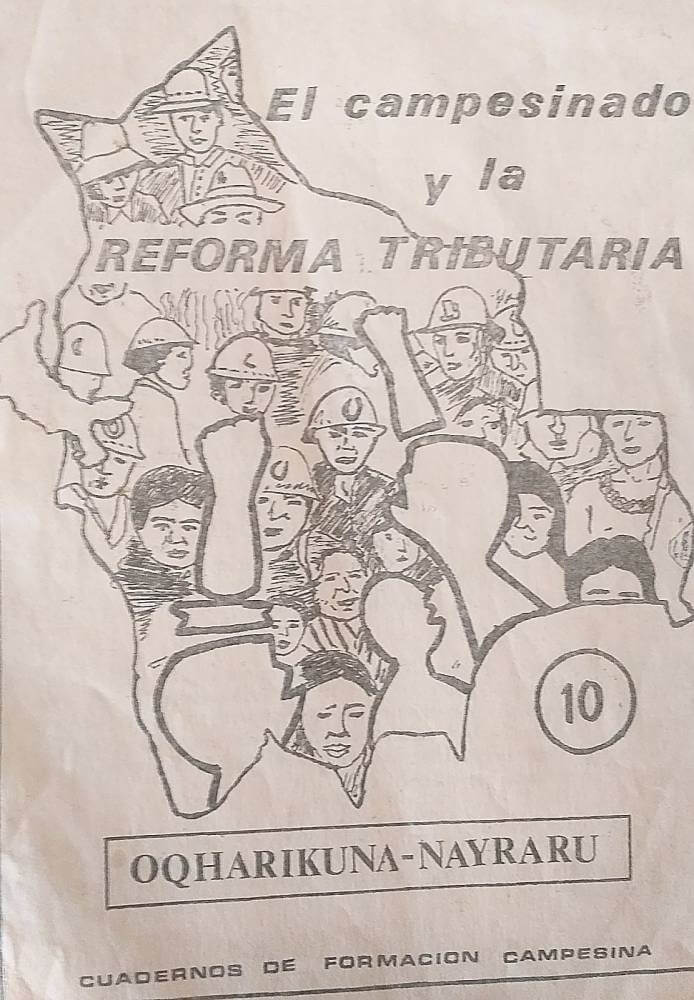 El campesinado
y la
REFORMA TRIBUTARIA
10
OQHARIKUNA-NAYRARU
CUADERNOS DE FORMACION CAMPESINA